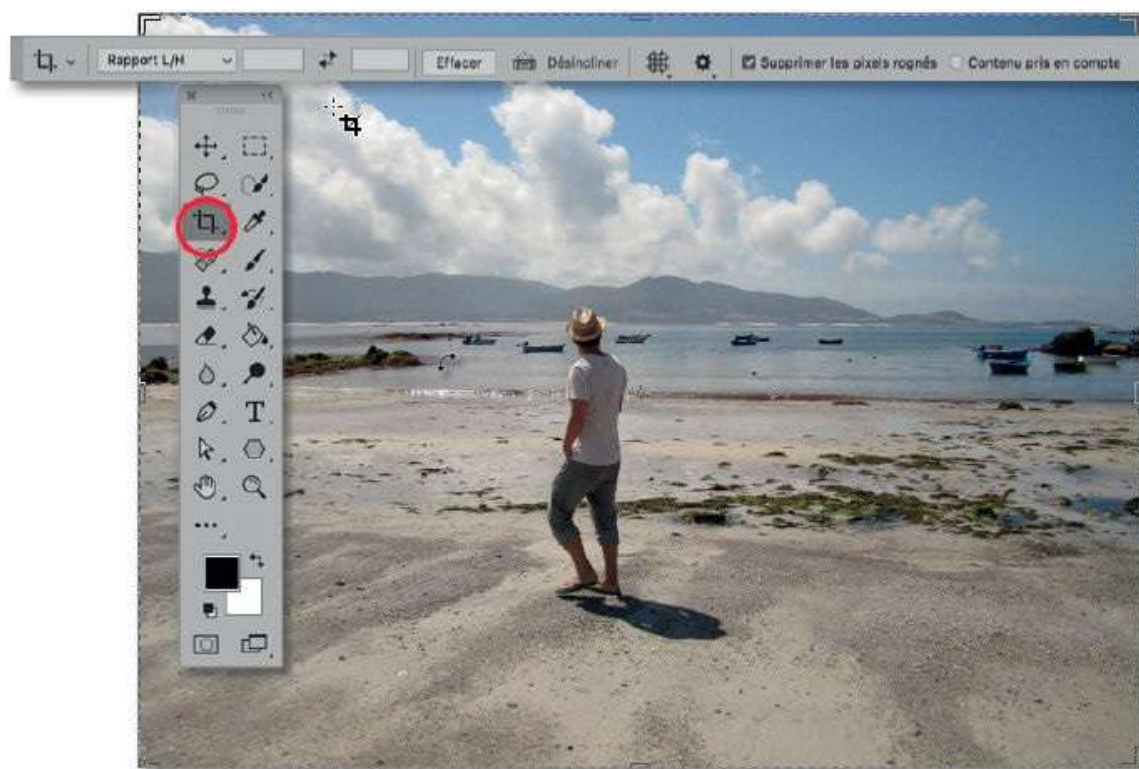 Rapport L/H Effacer Désincliner Supprimer les pixels rognés Contenu pris en compte
T